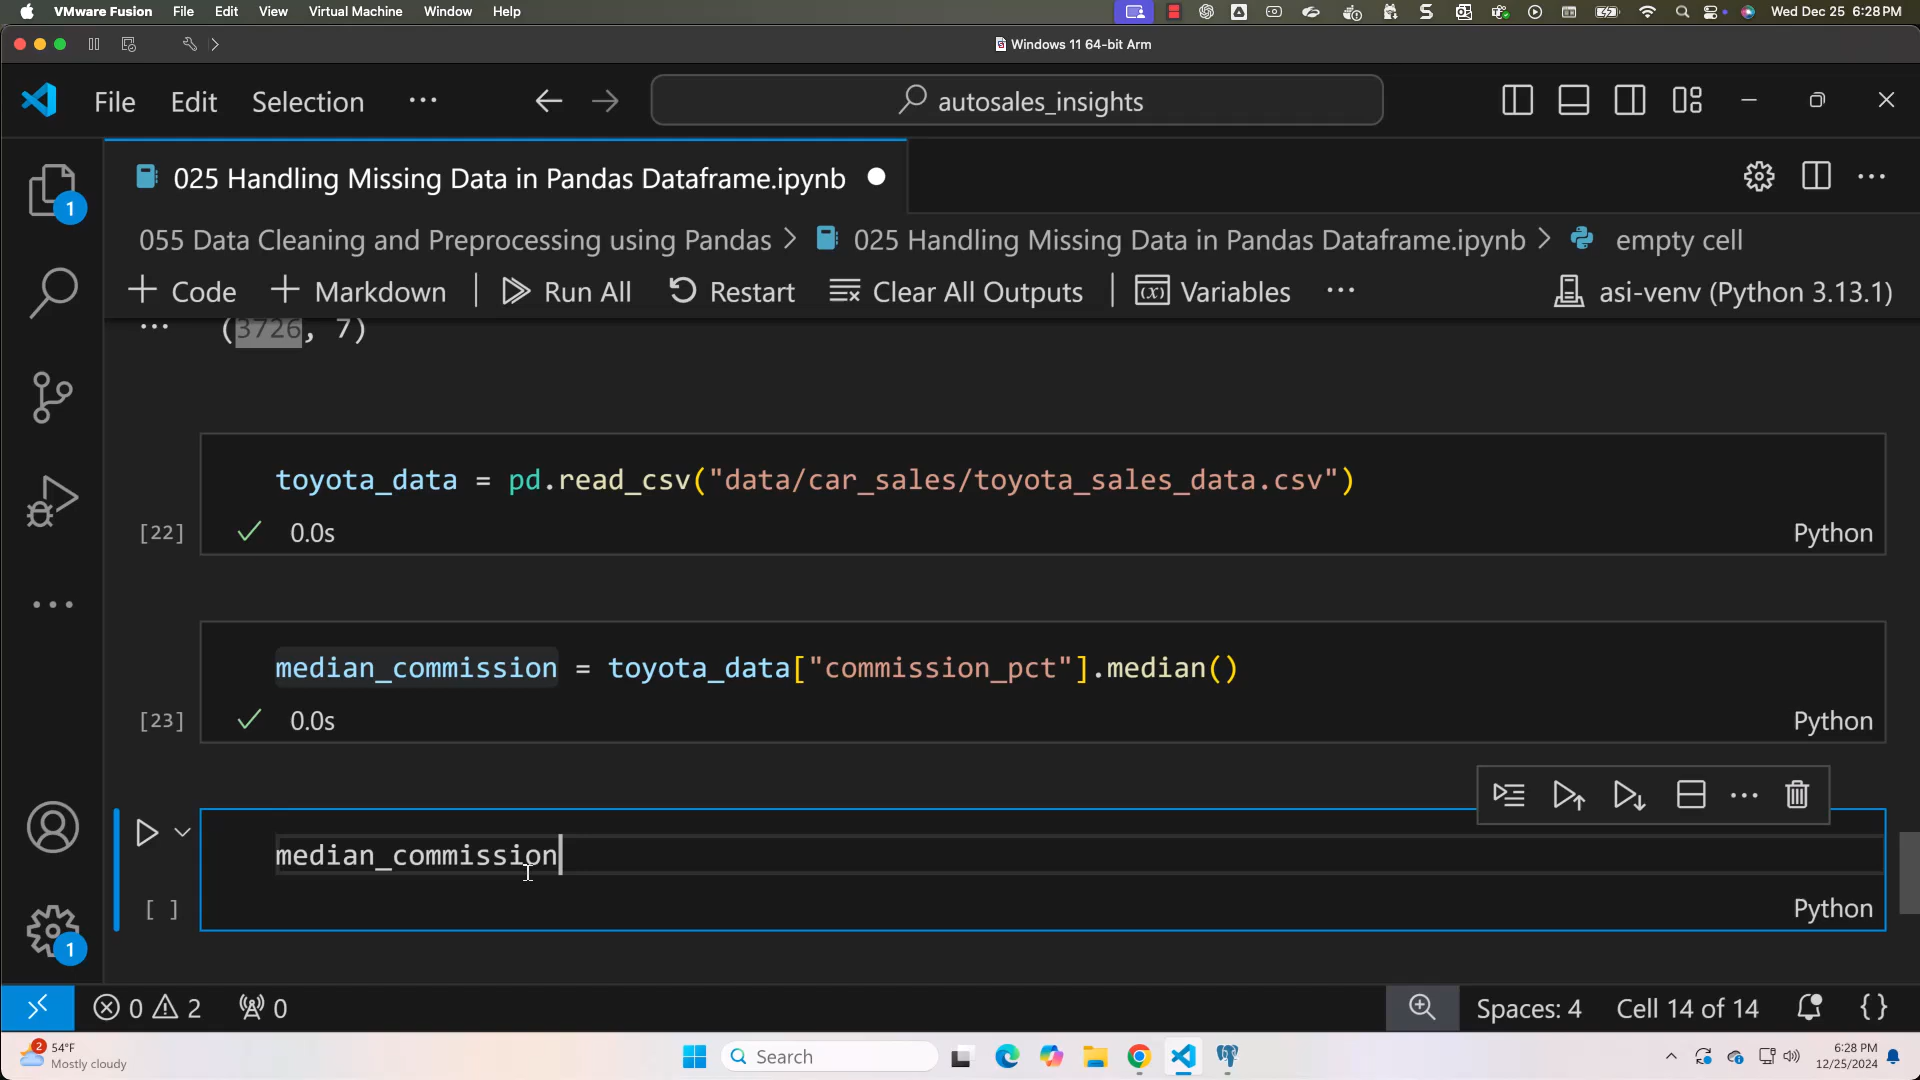 VMware Fusion File Edit View Virtual Machine Window Help Wed Dec 25 6:28 PM
Windows 11 64-bit Arm
File Edit Selection ··· autosales_insights
025 Handling Missing Data in Pandas Dataframe.ipynb
055 Data Cleaning and Preprocessing using Pandas > 025 Handling Missing Data in Pandas Dataframe.ipynb > empty cell
+ Code + Markdown Run All Restart Clear All Outputs Variables ··· asi-venv (Python 3.13.1)
··· (3726, 7)
toyota_data = pd.read_csv("data/car_sales/toyota_sales_data.csv")
[22] 0.0s Python
median_commission = toyota_data["commission_pct"].median()
[23] 0.0s Python
median_commission
[ ] Python
1
1
0 2 0 Spaces: 4 Cell 14 of 14 {}
2 54°F Search 6:28 PM
Mostly cloudy 12/25/2024